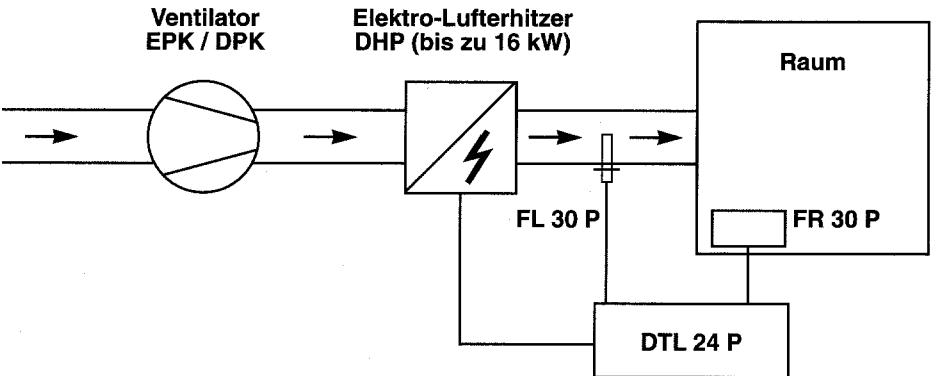 Ventilator
EPK / DPK
Elektro-Lufterhitzer
DHP (bis zu 16 kW)
Raum
FL 30 P
FR 30 P
DTL 24 P